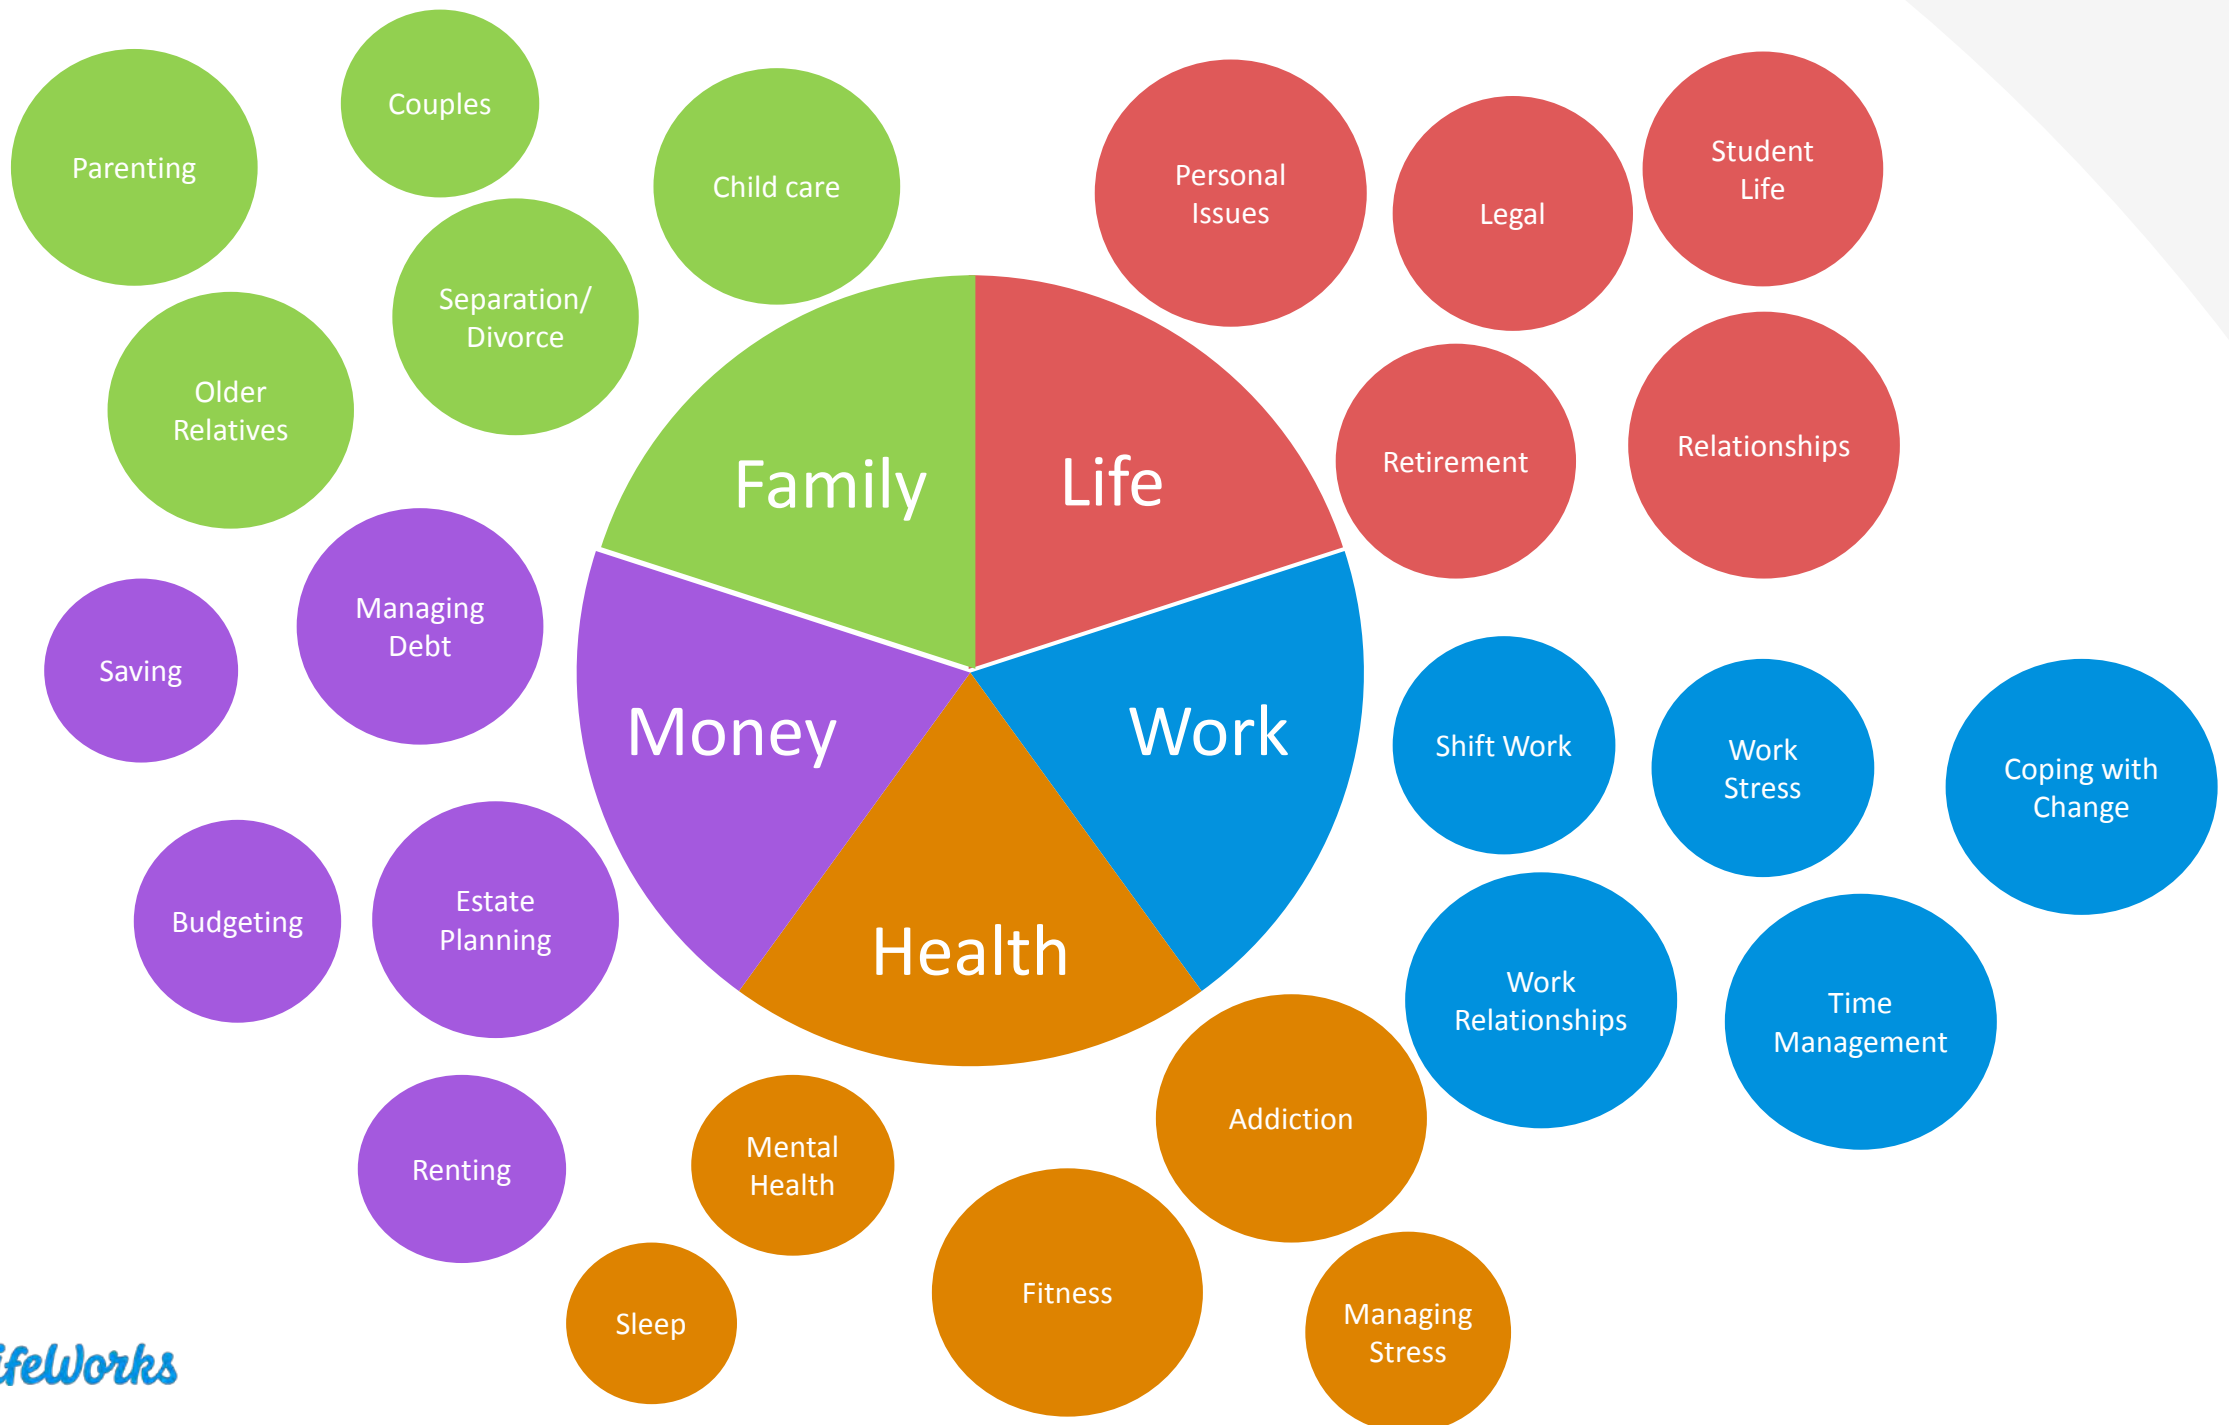 Parenting
Couples
Child care
Separation/
Divorce
Older
Relatives
Personal
Issues
Legal
Student
Life
Retirement
Relationships
Family
Life
Money
Work
Health
Saving
Managing
Debt
Budgeting
Estate
Planning
Renting
Shift Work
Work
Stress
Coping with
Change
Work
Relationships
Time
Management
Mental
Health
Sleep
Addiction
Fitness
Managing
Stress
ifeWorks